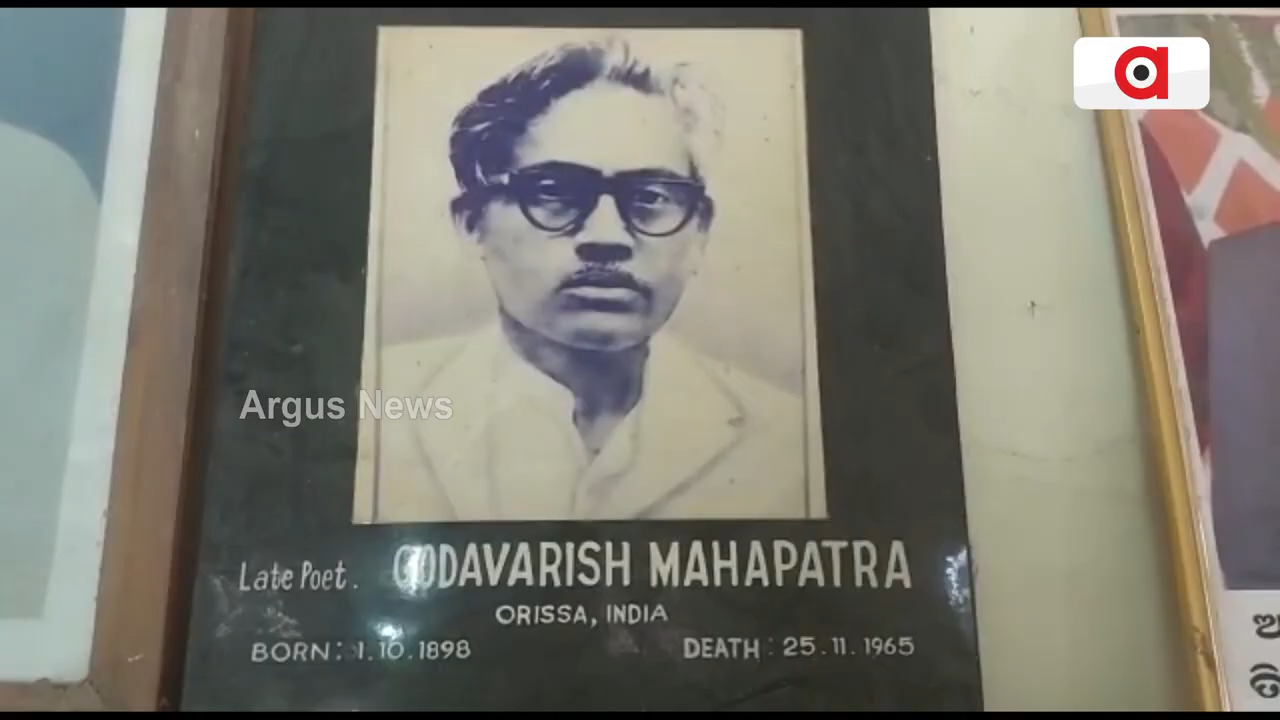 Argus News
Late Poet. GODAVARISH MAHAPATRA
ORISSA, INDIA
BORN: 1.10.1898 DEATH: 25.11.1965